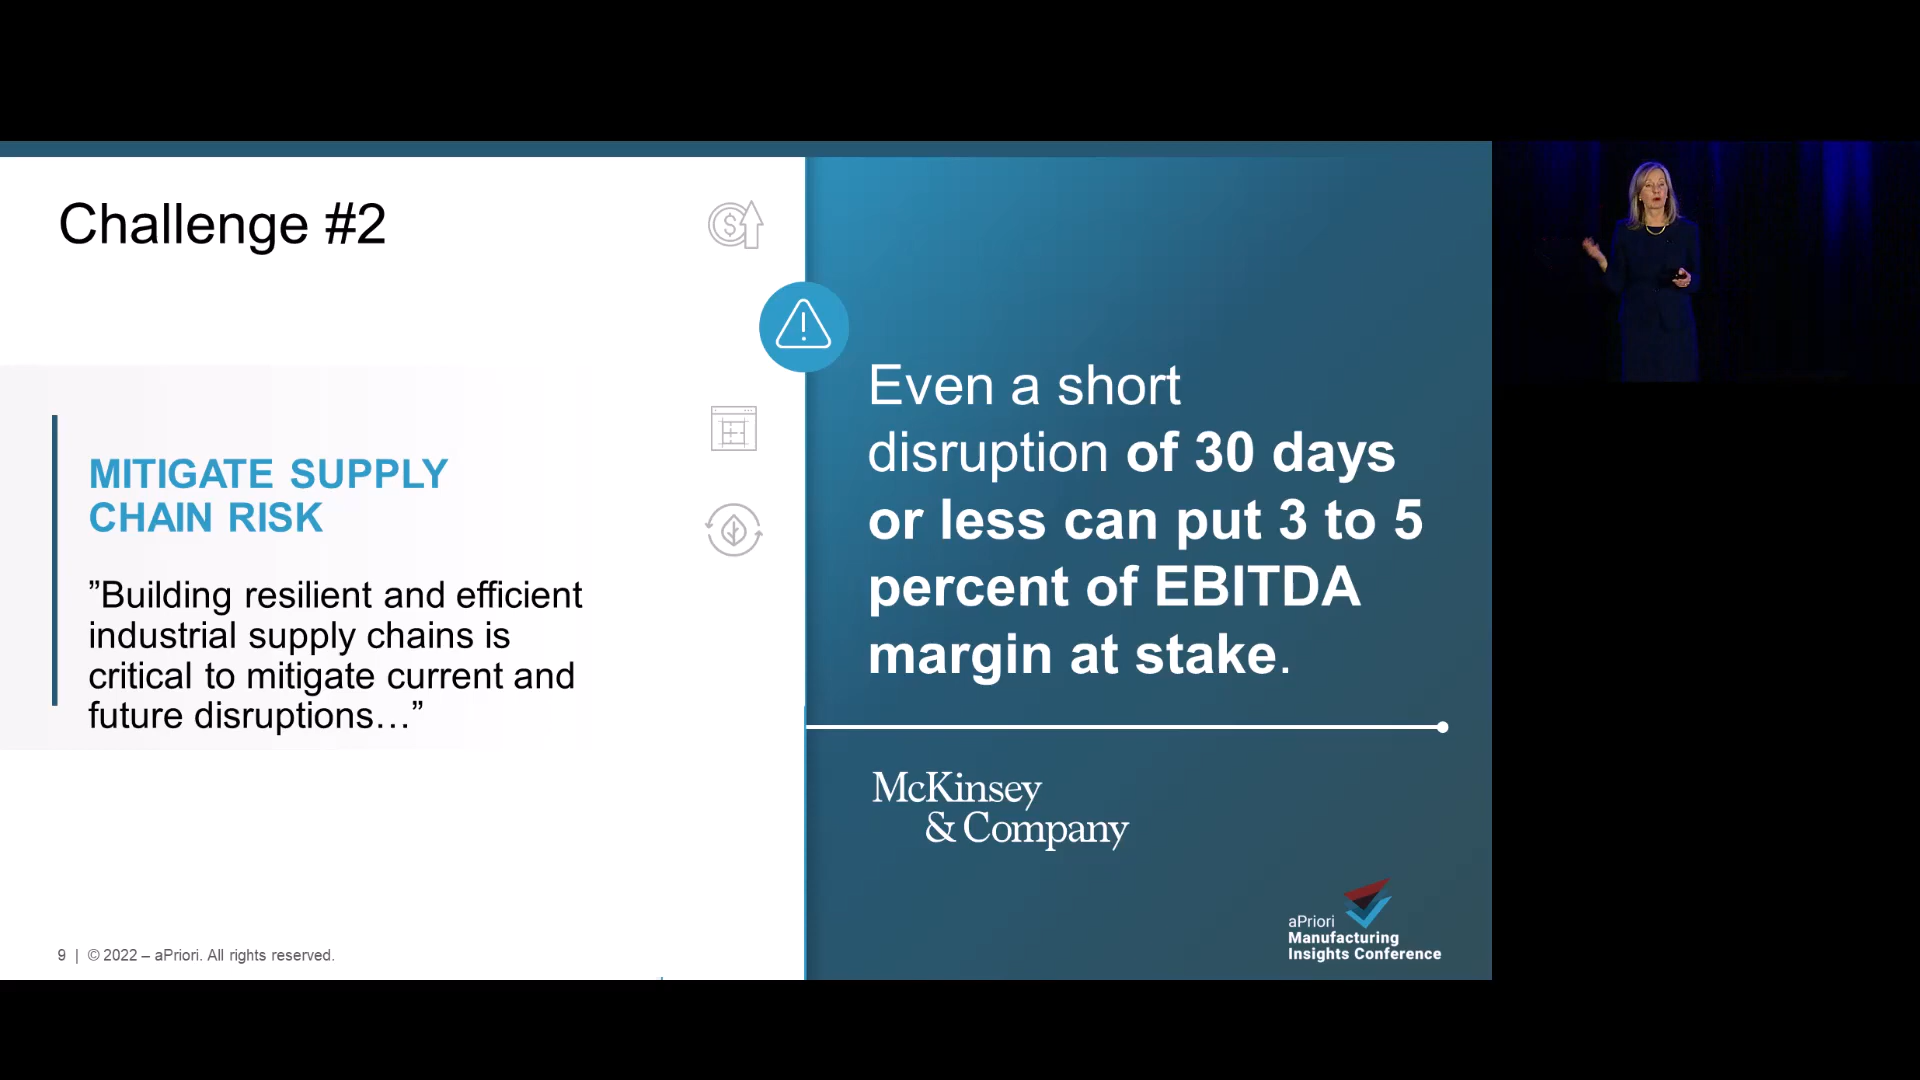 Challenge #2
MITIGATE SUPPLY
CHAIN RISK
”Building resilient and efficient
industrial supply chains is
critical to mitigate current and
future disruptions…”
9 | © 2022 – aPriori. All rights reserved.
$
!
Even a short
disruption of 30 days
or less can put 3 to 5
percent of EBITDA
margin at stake.
McKinsey
& Company
aPriori
Manufacturing
Insights Conference